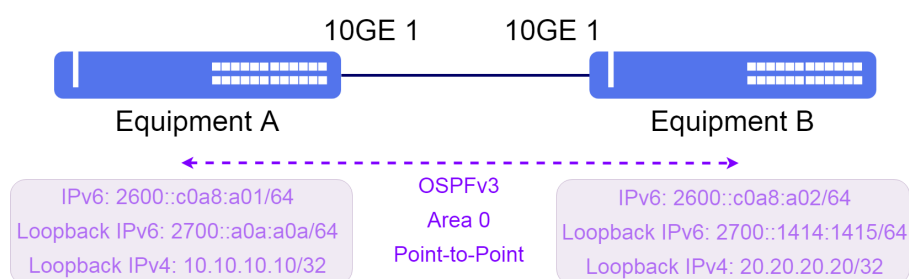 10GE 1
10GE 1
Equipment A
Equipment B
OSPFv3
Area 0
Point-to-Point
IPv6: 2600::c0a8:a01/64
Loopback IPv6: 2700::a0a:a0a/64
Loopback IPv4: 10.10.10.10/32
IPv6: 2600::c0a8:a02/64
Loopback IPv6: 2700::1414:1415/64
Loopback IPv4: 20.20.20.20/32